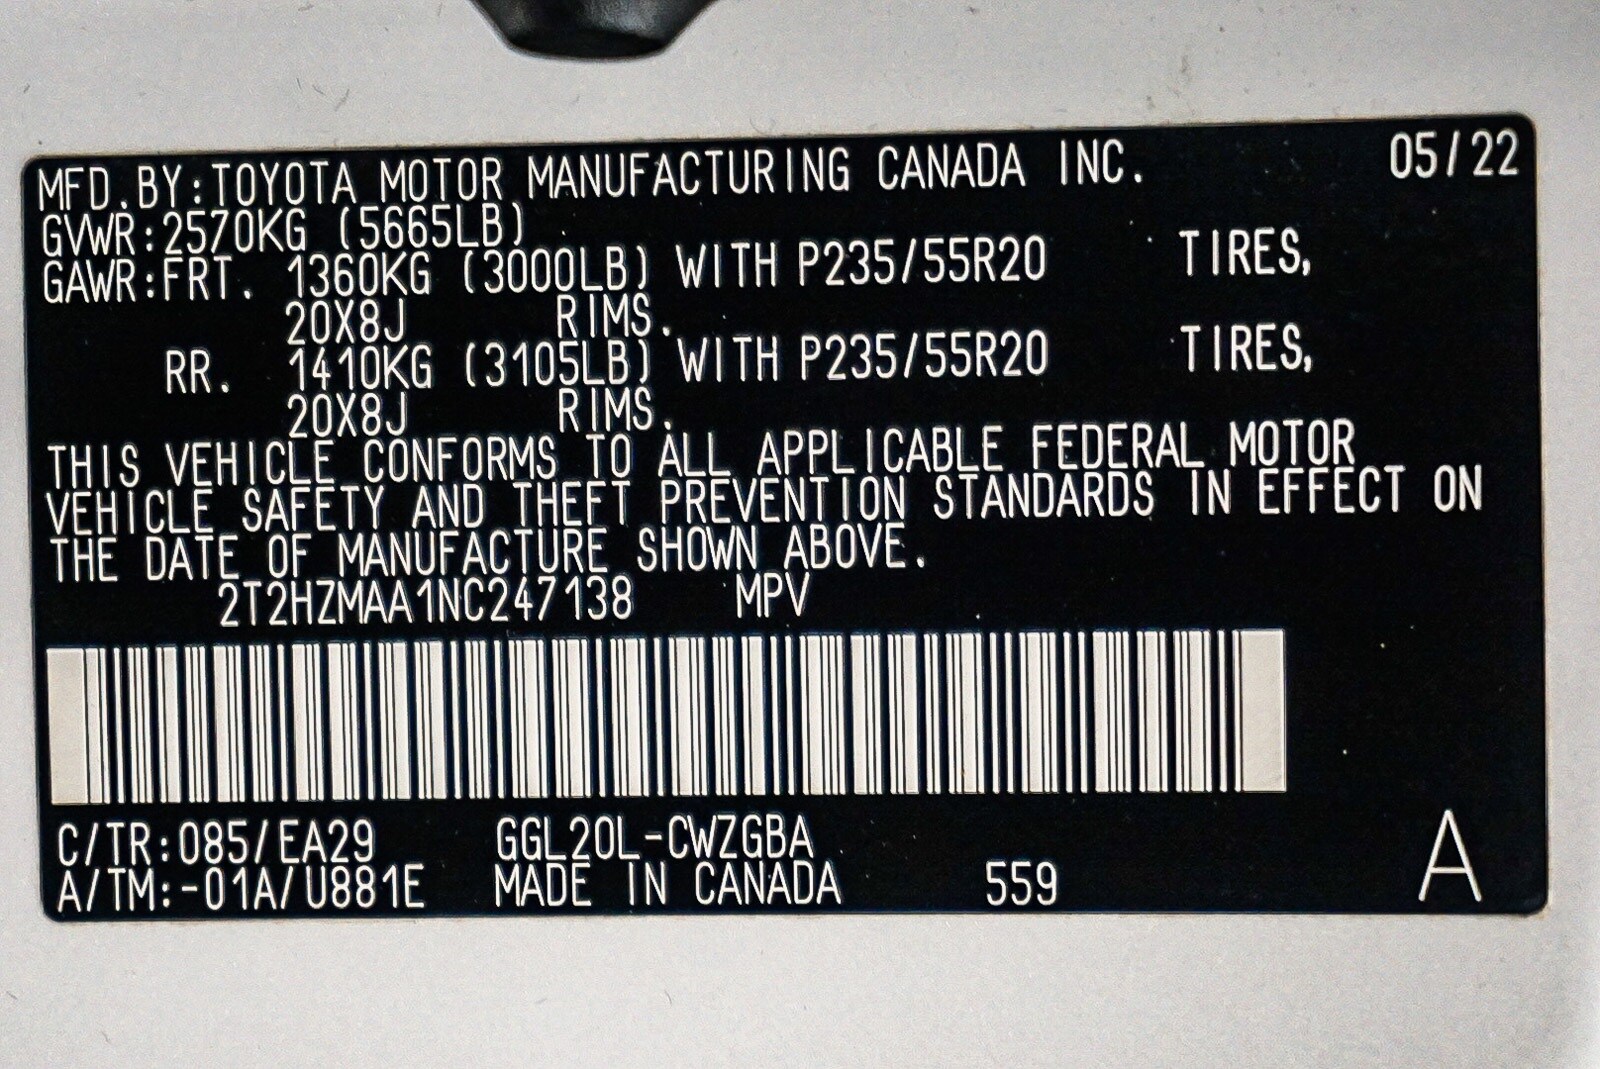 MFD.BY:TOYOTA MOTOR MANUFACTURING CANADA INC. 05/22
GVWR:2570KG (5665LB)
GAWR:FRT. 1360KG (3000LB) WITH P235/55R20 TIRES,
20X8J RIMS.
RR. 1410KG (3105LB) WITH P235/55R20 TIRES,
20X8J RIMS.
THIS VEHICLE CONFORMS TO ALL APPLICABLE FEDERAL MOTOR
VEHICLE SAFETY AND THEFT PREVENTION STANDARDS IN EFFECT ON
THE DATE OF MANUFACTURE SHOWN ABOVE.
2T2HZMAA1NC247138 MPV
C/TR:085/EA29 GGL20L-CWZGBA
A/TM:-01A/U881E MADE IN CANADA 559 A